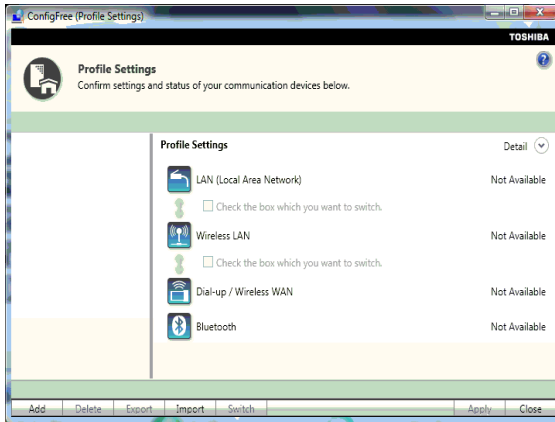 ConfigFree (Profile Settings)
TOSHIBA
Profile Settings
Confirm settings and status of your communication devices below.
Profile Settings Detail
LAN (Local Area Network) Not Available
Check the box which you want to switch.
Wireless LAN Not Available
Check the box which you want to switch.
Dial-up / Wireless WAN Not Available
Bluetooth Not Available
Add Delete Export Import Switch Apply Close